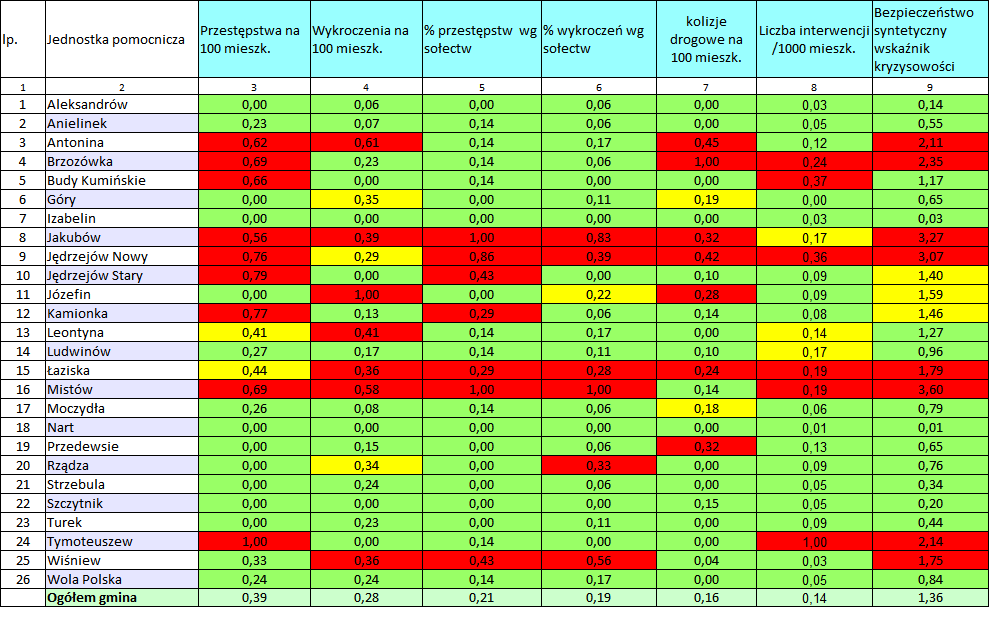 lp. | Jednostka pomocnicza | Przestępstwa na 100 mieszk. | Wykroczenia na 100 mieszk. | % przestępstw wg sołectw | % wykroczeń wg sołectw | kolizje drogowe na 100 mieszk. | Liczba interwencji /1000 mieszk. | Bezpieczeństwo syntetyczny wskaźnik kryzysowości
1 | 2 | 3 | 4 | 5 | 6 | 7 | 8 | 9
1 | Aleksandrów | 0,00 | 0,06 | 0,00 | 0,06 | 0,00 | 0,03 | 0,14
2 | Anielinek | 0,23 | 0,07 | 0,14 | 0,06 | 0,00 | 0,05 | 0,55
3 | Antonina | 0,62 | 0,61 | 0,14 | 0,17 | 0,45 | 0,12 | 2,11
4 | Brzozówka | 0,69 | 0,23 | 0,14 | 0,06 | 1,00 | 0,24 | 2,35
5 | Budy Kumińskie | 0,66 | 0,00 | 0,14 | 0,00 | 0,00 | 0,37 | 1,17
6 | Góry | 0,00 | 0,35 | 0,00 | 0,11 | 0,19 | 0,00 | 0,65
7 | Izabelin | 0,00 | 0,00 | 0,00 | 0,00 | 0,00 | 0,03 | 0,03
8 | Jakubów | 0,56 | 0,39 | 1,00 | 0,83 | 0,32 | 0,17 | 3,27
9 | Jędrzejów Nowy | 0,76 | 0,29 | 0,86 | 0,39 | 0,42 | 0,36 | 3,07
10 | Jędrzejów Stary | 0,79 | 0,00 | 0,43 | 0,00 | 0,10 | 0,09 | 1,40
11 | Józefin | 0,00 | 1,00 | 0,00 | 0,22 | 0,28 | 0,09 | 1,59
12 | Kamionka | 0,77 | 0,13 | 0,29 | 0,06 | 0,14 | 0,08 | 1,46
13 | Leontyna | 0,41 | 0,41 | 0,14 | 0,17 | 0,00 | 0,14 | 1,27
14 | Ludwinów | 0,27 | 0,17 | 0,14 | 0,11 | 0,10 | 0,17 | 0,96
15 | Łaziska | 0,44 | 0,36 | 0,29 | 0,28 | 0,24 | 0,19 | 1,79
16 | Mistów | 0,69 | 0,58 | 1,00 | 1,00 | 0,14 | 0,19 | 3,60
17 | Moczydła | 0,26 | 0,08 | 0,14 | 0,06 | 0,18 | 0,06 | 0,79
18 | Nart | 0,00 | 0,00 | 0,00 | 0,00 | 0,00 | 0,01 | 0,01
19 | Przedewsie | 0,00 | 0,15 | 0,00 | 0,06 | 0,32 | 0,13 | 0,65
20 | Rządza | 0,00 | 0,34 | 0,00 | 0,33 | 0,00 | 0,09 | 0,76
21 | Strzebula | 0,00 | 0,24 | 0,00 | 0,06 | 0,00 | 0,05 | 0,34
22 | Szczytnik | 0,00 | 0,00 | 0,00 | 0,00 | 0,15 | 0,05 | 0,20
23 | Turek | 0,00 | 0,23 | 0,00 | 0,11 | 0,00 | 0,09 | 0,44
24 | Tymoteuszew | 1,00 | 0,00 | 0,14 | 0,00 | 0,00 | 1,00 | 2,14
25 | Wiśniew | 0,33 | 0,36 | 0,43 | 0,56 | 0,04 | 0,03 | 1,75
26 | Wola Polska | 0,24 | 0,24 | 0,14 | 0,17 | 0,00 | 0,05 | 0,84
Ogółem gmina | 0,39 | 0,28 | 0,21 | 0,19 | 0,16 | 0,14 | 1,36